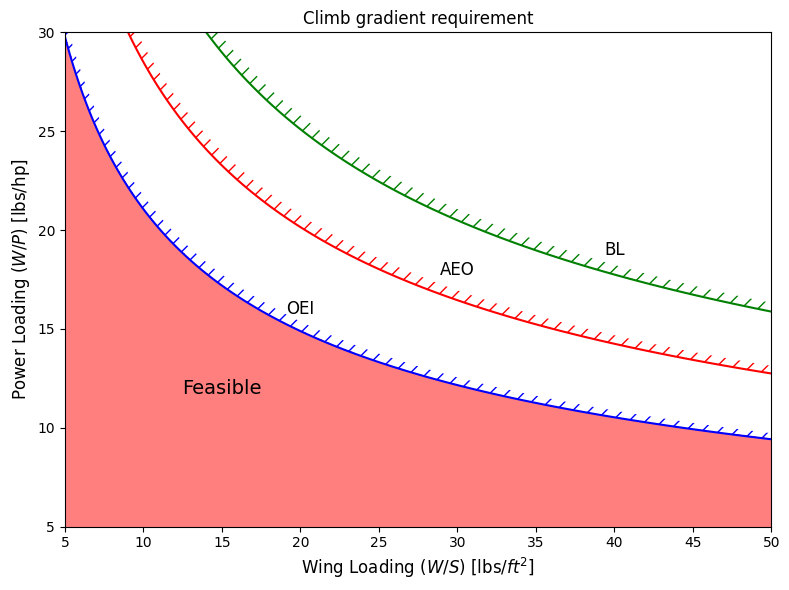 Climb gradient requirement
30
25
20
15
10
5
Power Loading (W/P) [lbs/hp]
BL
AEO
OEI
Feasible
5 10 15 20 25 30 35 40 45 50
Wing Loading (W/S) [lbs/ft²]